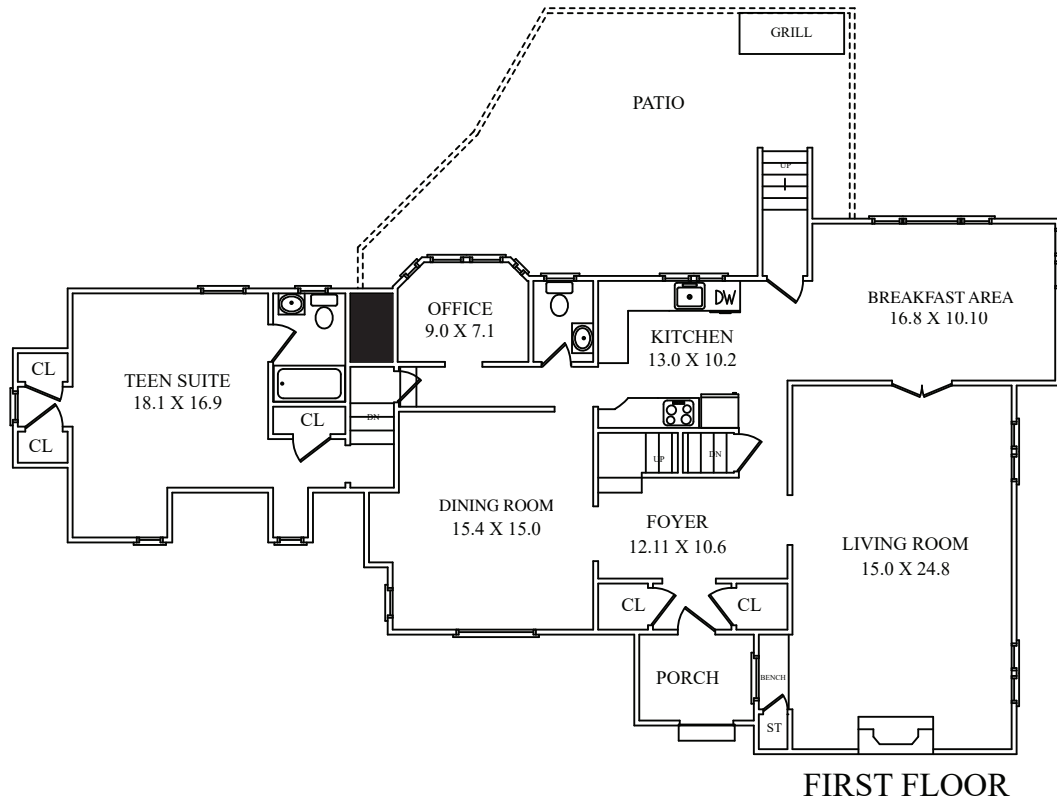 GRILL
PATIO
UP
BREAKFAST AREA
16.8 X 10.10
OFFICE
9.0 X 7.1
DW
KITCHEN
13.0 X 10.2
CL
TEEN SUITE
18.1 X 16.9
CL
CL
DN
UP
DN
DINING ROOM
15.4 X 15.0
FOYER
12.11 X 10.6
LIVING ROOM
15.0 X 24.8
CL
CL
PORCH
BENCH
ST
FIRST FLOOR